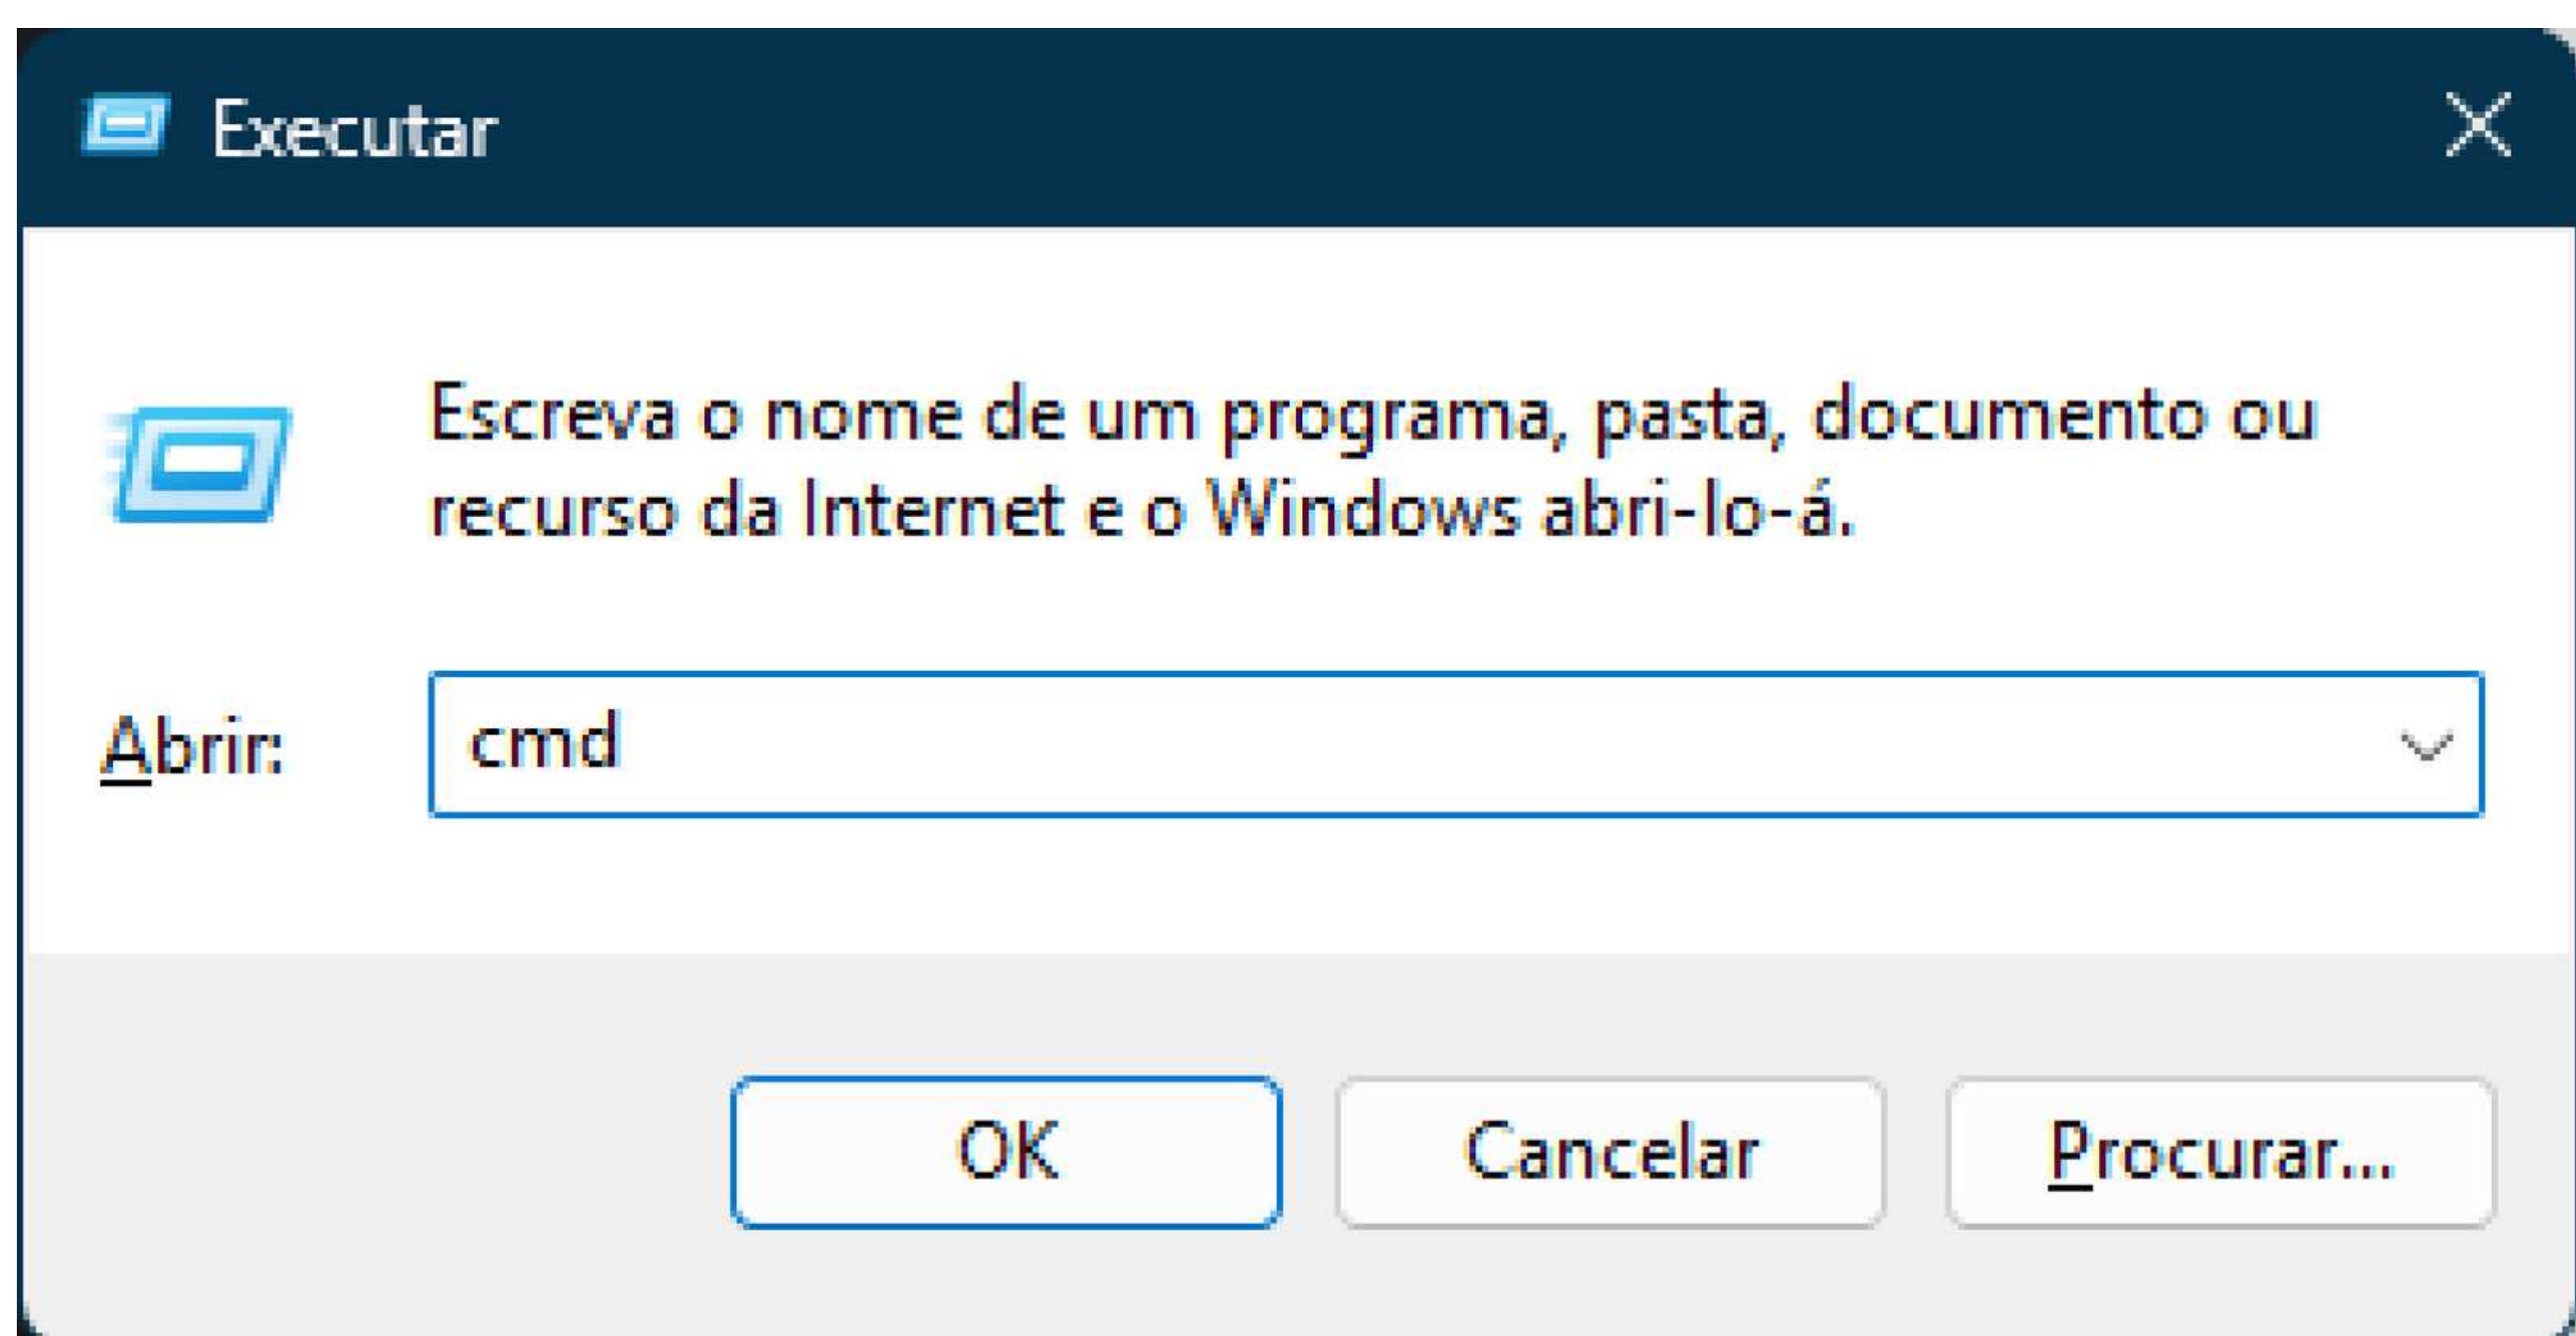 Executar
Escreva o nome de um programa, pasta, documento ou
recurso da Internet e o Windows abri-lo-á.
Abrir: cmd
OK Cancelar Procurar...